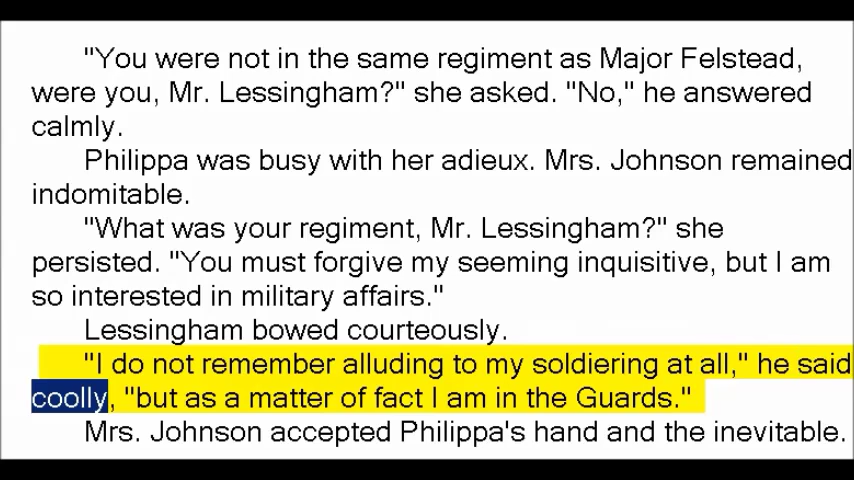 "You were not in the same regiment as Major Felstead,
were you, Mr. Lessingham?" she asked. "No," he answered
calmly.
Philippa was busy with her adieux. Mrs. Johnson remained
indomitable.
"What was your regiment, Mr. Lessingham?" she
persisted. "You must forgive my seeming inquisitive, but I am
so interested in military affairs."
Lessingham bowed courteously.
"I do not remember alluding to my soldiering at all," he said
coolly, "but as a matter of fact I am in the Guards."
Mrs. Johnson accepted Philippa's hand and the inevitable.